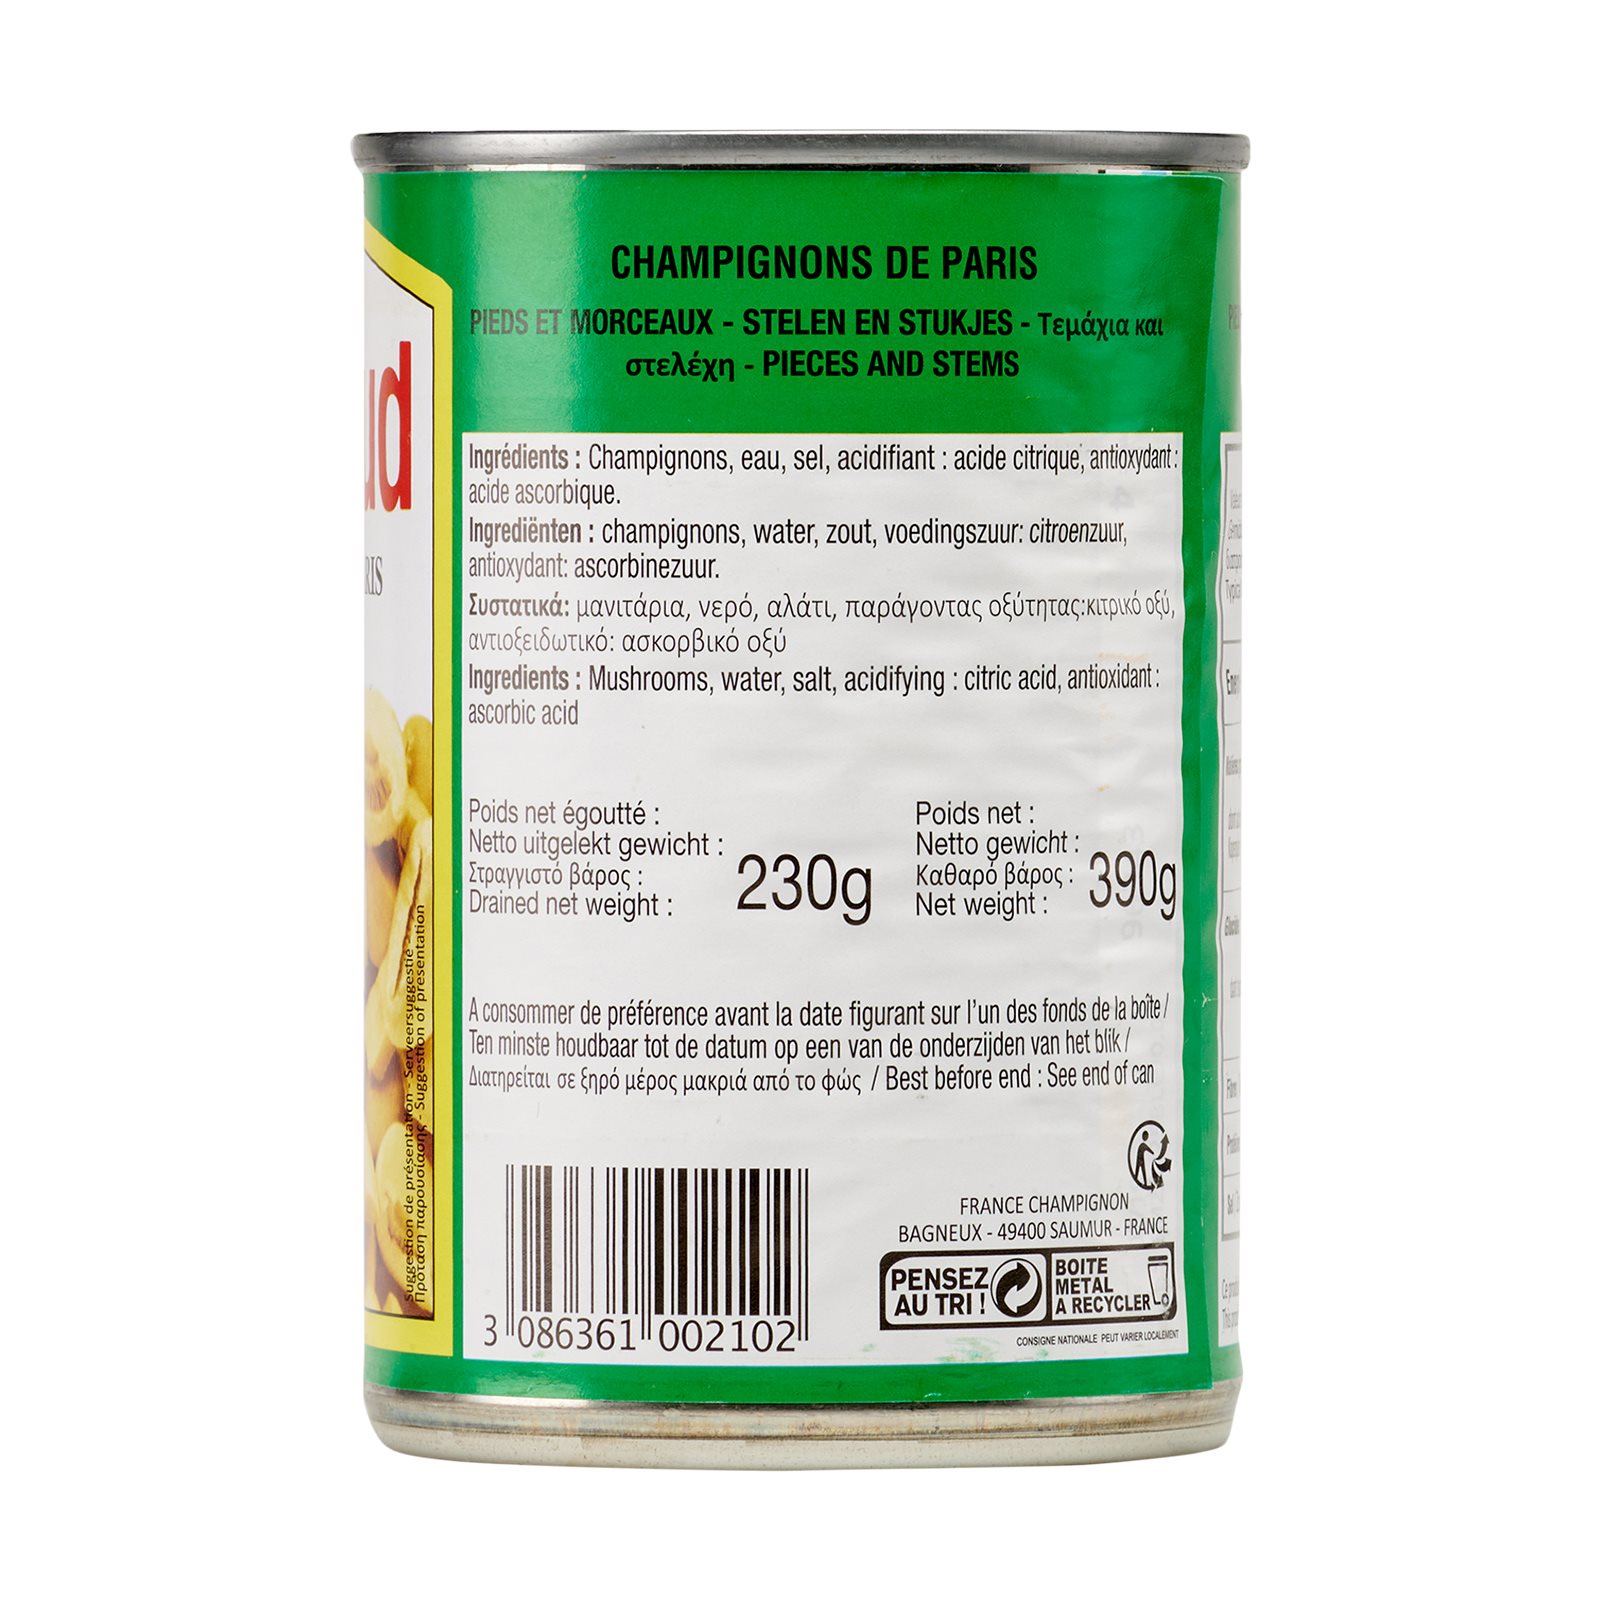 CHAMPIGNONS DE PARIS
PIEDS ET MORCEAUX - STELEN EN STUKJES - Τεμάχια και
στελέχη - PIECES AND STEMS
ud
RIS
Ingrédients : Champignons, eau, sel, acidifiant : acide citrique, antioxydant :
acide ascorbique.
Ingrediënten : champignons, water, zout, voedingszuur: citroenzuur,
antioxydant: ascorbinezuur.
Συστατικά: μανιτάρια, νερό, αλάτι, παράγοντας οξύτητας:κιτρικό οξύ,
αντιοξειδωτικό: ασκορβικό οξύ
Ingredients : Mushrooms, water, salt, acidifying : citric acid, antioxidant :
ascorbic acid
Poids net égoutté :
Netto uitgelekt gewicht :
Στραγγιστό βάρος :
Drained net weight :
230g
Poids net :
Netto gewicht :
Καθαρό βάρος :
Net weight :
390g
A consommer de préférence avant la date figurant sur l'un des fonds de la boîte /
Ten minste houdbaar tot de datum op een van de onderzijden van het blik /
Διατηρείται σε ξηρό μέρος μακριά από το φώς / Best before end : See end of can
Suggestion de présentation - Serveersuggestie -
Πρόταση παρουσίασης - Suggestion of presentation
3 086361 002102
FRANCE CHAMPIGNON
BAGNEUX - 49400 SAUMUR - FRANCE
PENSEZ
AU TRI !
BOITE
METAL
A RECYCLER
CONSIGNE NATIONALE PEUT VARIER LOCALEMENT